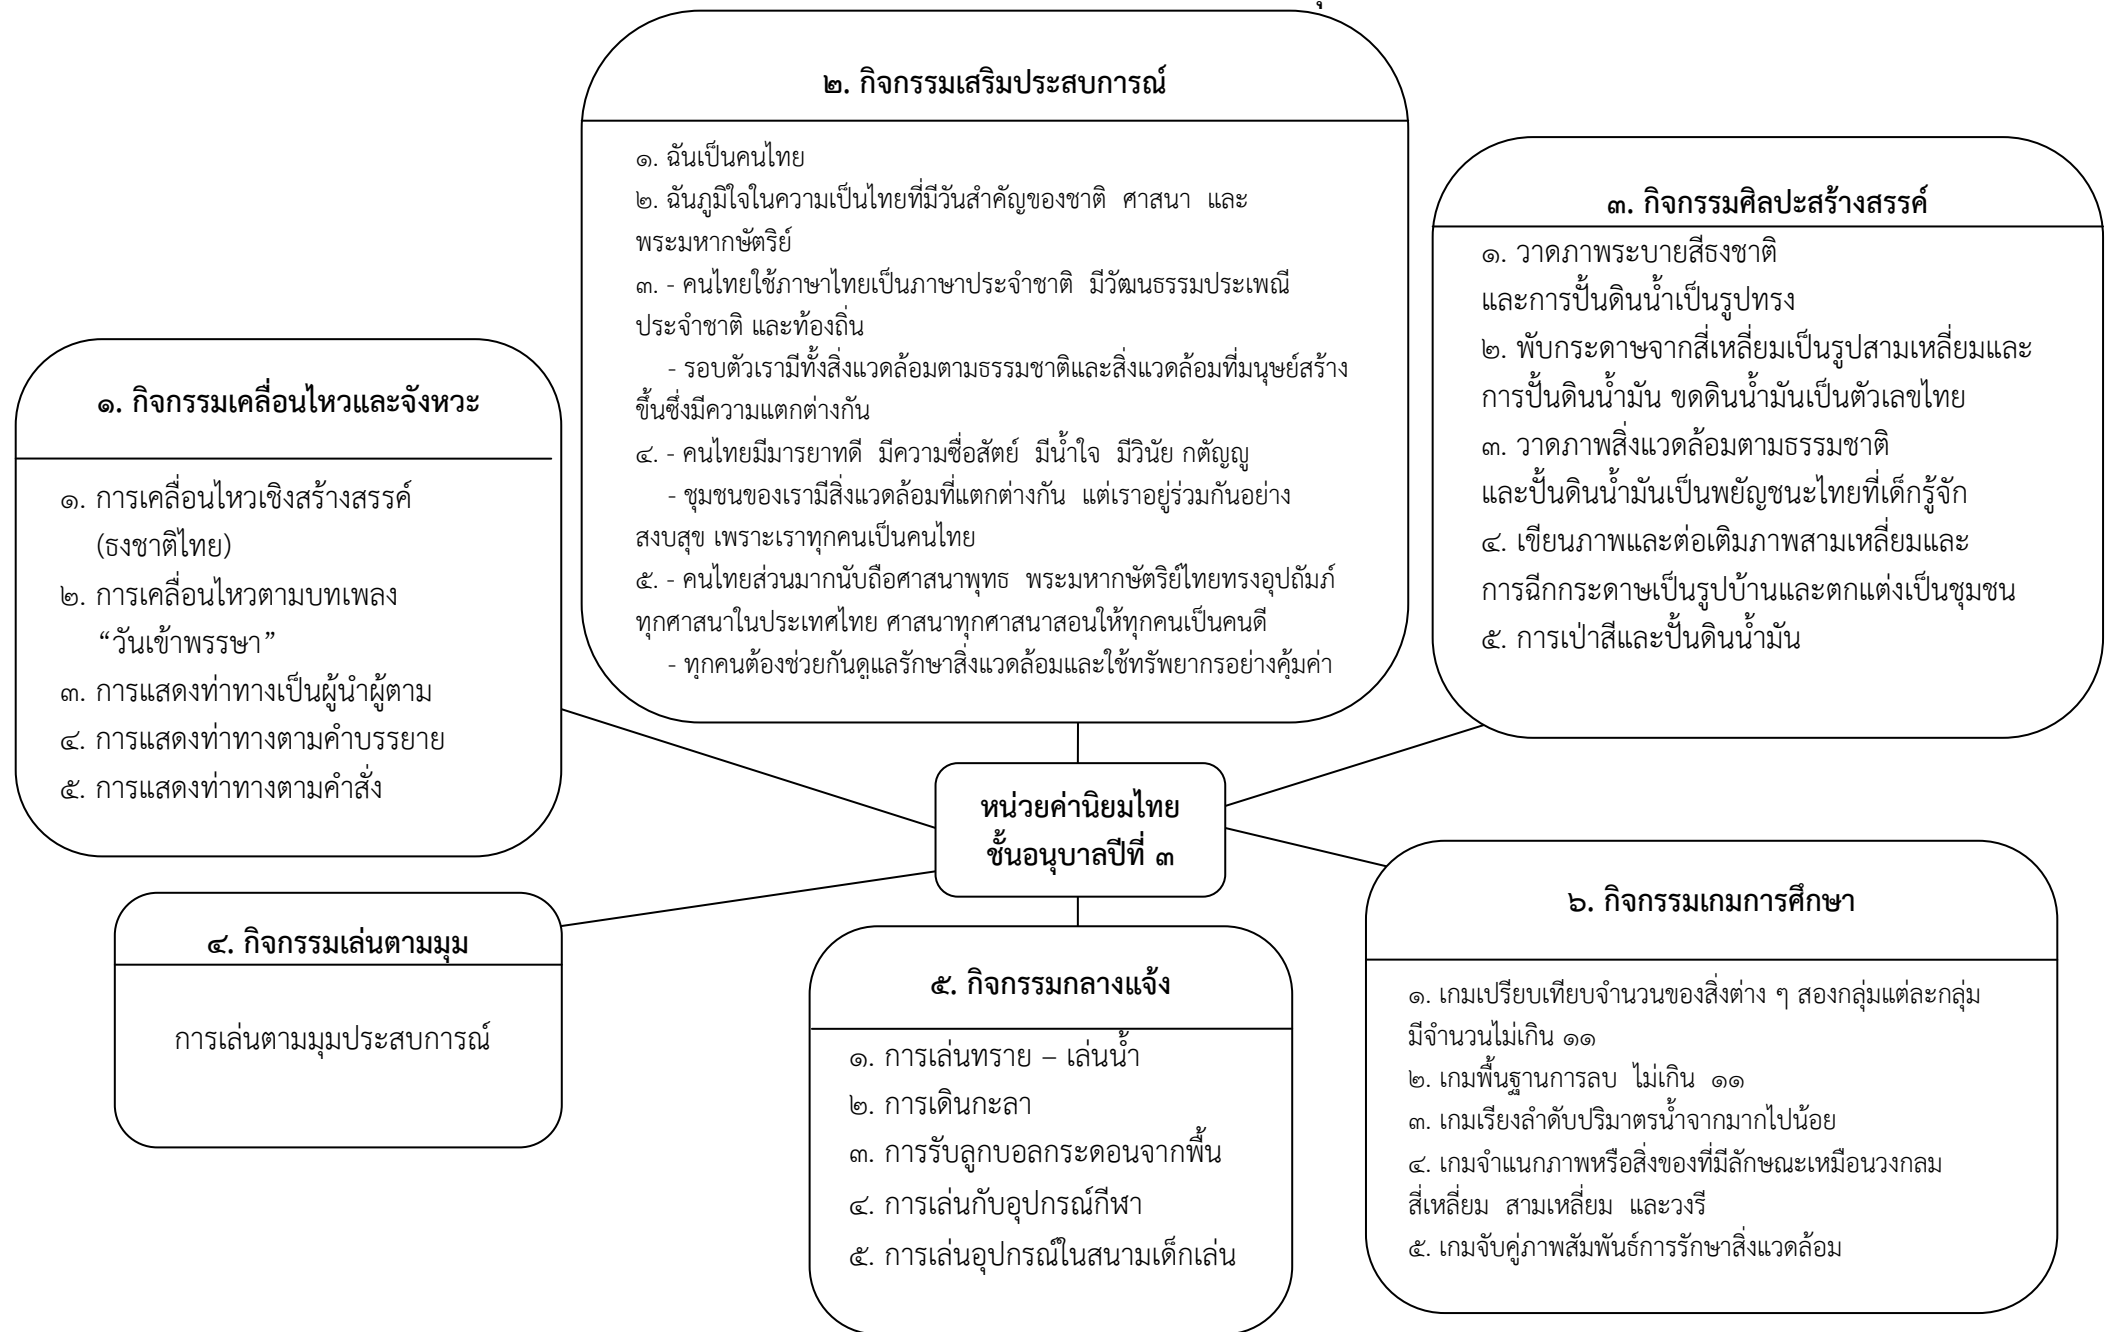 ๒. กิจกรรมเสริมประสบการณ์
๑. ฉันเป็นคนไทย
๒. ฉันภูมิใจในความเป็นไทยที่มีวันสำคัญของชาติ ศาสนา และ
พระมหากษัตริย์
๓. - คนไทยใช้ภาษาไทยเป็นภาษาประจำชาติ มีวัฒนธรรมประเพณี
ประจำชาติ และท้องถิ่น
- รอบตัวเรามีทั้งสิ่งแวดล้อมตามธรรมชาติและสิ่งแวดล้อมที่มนุษย์สร้าง
ขึ้นซึ่งมีความแตกต่างกัน
๔. - คนไทยมีมารยาทดี มีความซื่อสัตย์ มีน้ำใจ มีวินัย กตัญญู
- ชุมชนของเรามีสิ่งแวดล้อมที่แตกต่างกัน แต่เราอยู่ร่วมกันอย่าง
สงบสุข เพราะเราทุกคนเป็นคนไทย
๕. - คนไทยส่วนมากนับถือศาสนาพุทธ พระมหากษัตริย์ไทยทรงอุปถัมภ์
ทุกศาสนาในประเทศไทย ศาสนาทุกศาสนาสอนให้ทุกคนเป็นคนดี
- ทุกคนต้องช่วยกันดูแลรักษาสิ่งแวดล้อมและใช้ทรัพยากรอย่างคุ้มค่า
๓. กิจกรรมศิลปะสร้างสรรค์
๑. วาดภาพระบายสีธงชาติ
และการปั้นดินน้ำเป็นรูปทรง
๒. พับกระดาษจากสี่เหลี่ยมเป็นรูปสามเหลี่ยมและ
การปั้นดินน้ำมัน ขดดินน้ำมันเป็นตัวเลขไทย
๓. วาดภาพสิ่งแวดล้อมตามธรรมชาติ
และปั้นดินน้ำมันเป็นพยัญชนะไทยที่เด็กรู้จัก
๔. เขียนภาพและต่อเติมภาพสามเหลี่ยมและ
การฉีกกระดาษเป็นรูปบ้านและตกแต่งเป็นชุมชน
๕. การเป่าสีและปั้นดินน้ำมัน
๑. กิจกรรมเคลื่อนไหวและจังหวะ
๑. การเคลื่อนไหวเชิงสร้างสรรค์
(ธงชาติไทย)
๒. การเคลื่อนไหวตามบทเพลง
“วันเข้าพรรษา”
๓. การแสดงท่าทางเป็นผู้นำผู้ตาม
๔. การแสดงท่าทางตามคำบรรยาย
๕. การแสดงท่าทางตามคำสั่ง
หน่วยค่านิยมไทย
ชั้นอนุบาลปีที่ ๓
๔. กิจกรรมเล่นตามมุม
การเล่นตามมุมประสบการณ์
๕. กิจกรรมกลางแจ้ง
๑. การเล่นทราย – เล่นน้ำ
๒. การเดินกะลา
๓. การรับลูกบอลกระดอนจากพื้น
๔. การเล่นกับอุปกรณ์กีฬา
๕. การเล่นอุปกรณ์ในสนามเด็กเล่น
๖. กิจกรรมเกมการศึกษา
๑. เกมเปรียบเทียบจำนวนของสิ่งต่าง ๆ สองกลุ่มแต่ละกลุ่ม
มีจำนวนไม่เกิน ๑๑
๒. เกมพื้นฐานการลบ ไม่เกิน ๑๑
๓. เกมเรียงลำดับปริมาตรน้ำจากมากไปน้อย
๔. เกมจำแนกภาพหรือสิ่งของที่มีลักษณะเหมือนวงกลม
สี่เหลี่ยม สามเหลี่ยม และวงรี
๕. เกมจับคู่ภาพสัมพันธ์การรักษาสิ่งแวดล้อม